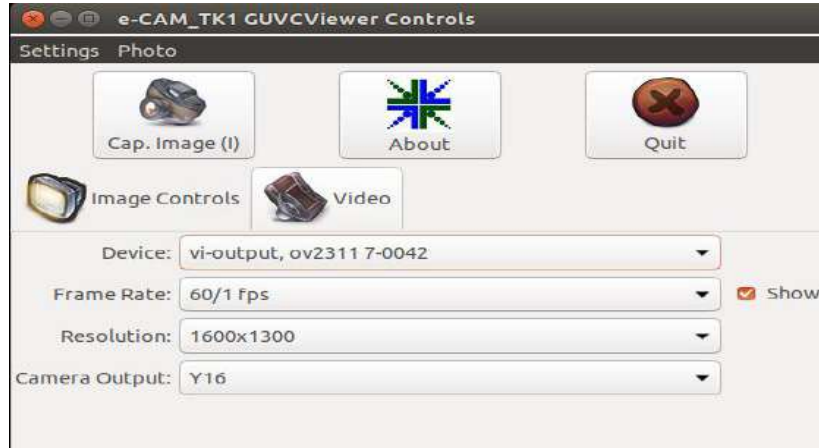 e-CAM_TK1 GUVCViewer Controls
Settings Photo
Cap. Image (I) About Quit
Image Controls Video
Device: vi-output, ov2311 7-0042
Frame Rate: 60/1 fps Show
Resolution: 1600x1300
Camera Output: Y16